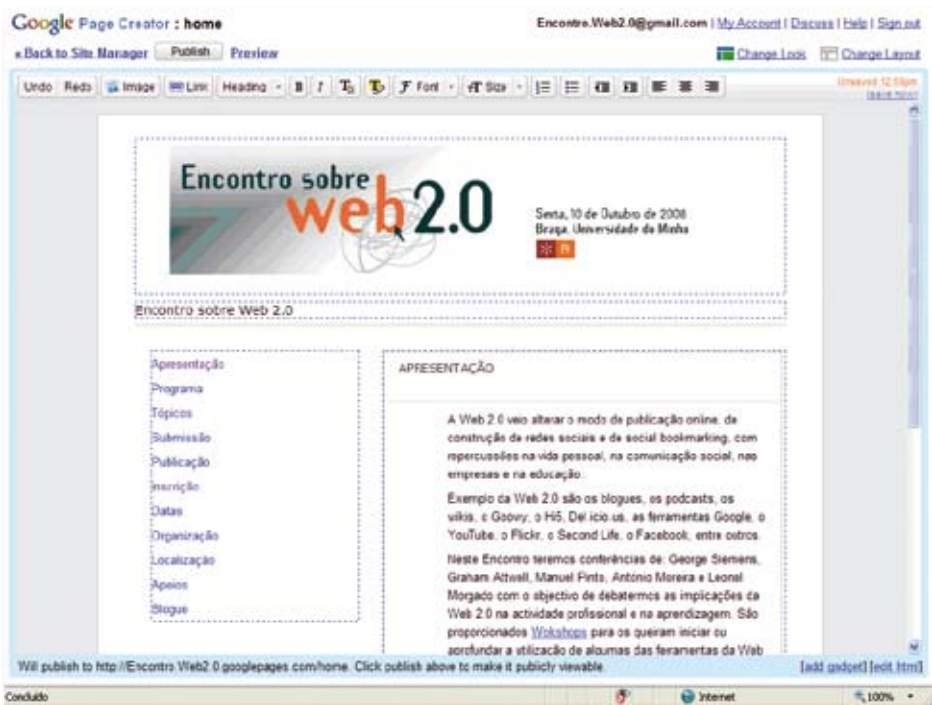 Google Page Creator : home
Encontro.Web2.0@gmail.com | My Account | Discuss | Help | Sign out
« Back to Site Manager Publish Preview
Change Look Change Layout
Undo Redo Image Link Heading B I T T Font Size
Unsaved 12:59pm
Encontro sobre
web 2.0
Sexta, 10 de Outubro de 2008
Braga, Universidade do Minho
Encontro sobre Web 2.0
Apresentação
Programa
Tópicos
Submissão
Publicação
Inscrição
Datas
Organização
Localização
Apoios
Blogue
APRESENTAÇÃO
A Web 2.0 veio alterar o modo de publicação online, de
construção de redes sociais e de social bookmarking, com
repercussões na vida pessoal, na comunicação social, nas
empresas e na educação.
Exemplo da Web 2.0 são os blogues, os podcasts, os
wikis, o Goovy, o Hi5, Del.icio.us, as ferramentas Google, o
YouTube, o Flickr, o Second Life, o Facebook, entre outros.
Neste Encontro teremos conferências de: George Siemens,
Graham Attwell, Manuel Pinto, António Moreira e Leonel
Morgado com o objectivo de debatermos as implicações da
Web 2.0 na actividade profissional e na aprendizagem. São
proporcionados Wokshops para os queiram iniciar ou
aprofundar a utilização de algumas das ferramentas da Web
Will publish to http://Encontro.Web2.0.googlepages.com/home. Click publish above to make it publicly viewable.
[add gadget] [edit html]
Concluído
Internet
100%